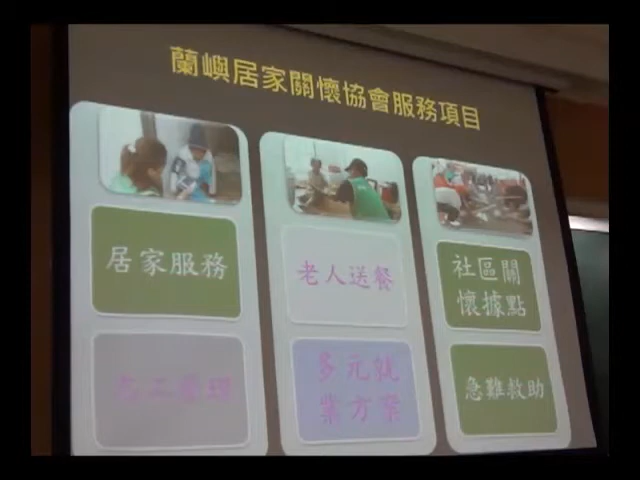 蘭嶼居家關懷協會服務項目
居家服務
老人送餐
社區關
懷據點
多元就
業方案
急難救助